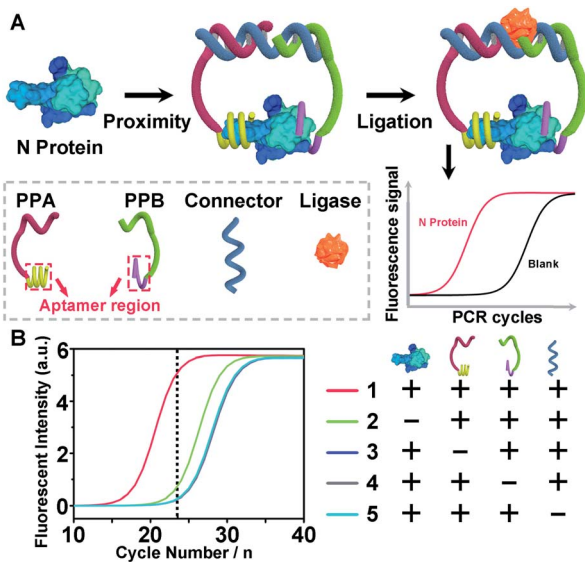 A
N Protein
Proximity
Ligation
PPA
PPB
Connector
Ligase
Aptamer region
Fluorescence signal
N Protein
Blank
PCR cycles
B
Fluorescent Intensity (a.u.)
6
4
2
0
10
20
30
40
Cycle Number / n
1 + + + +
2 − + + +
3 + − + +
4 + + − +
5 + + + −